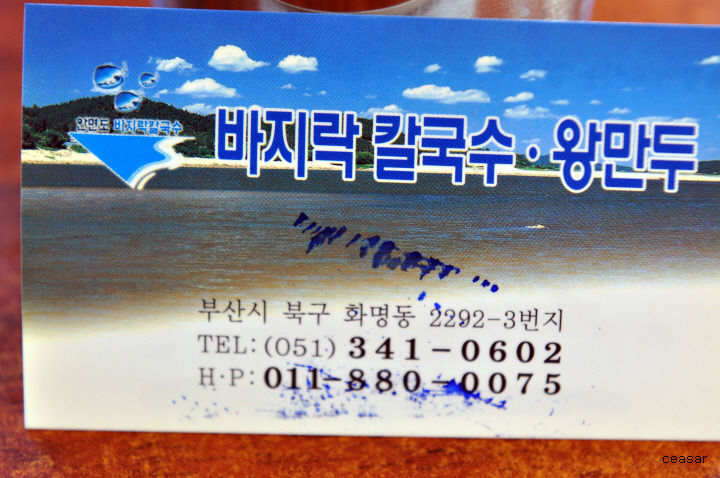 안면도 바지락칼국수
바지락 칼국수·왕만두
부산시 북구 화명동 2292-3번지
TEL: (051) 341-0602
H·P: 011-880-0075
ceasar